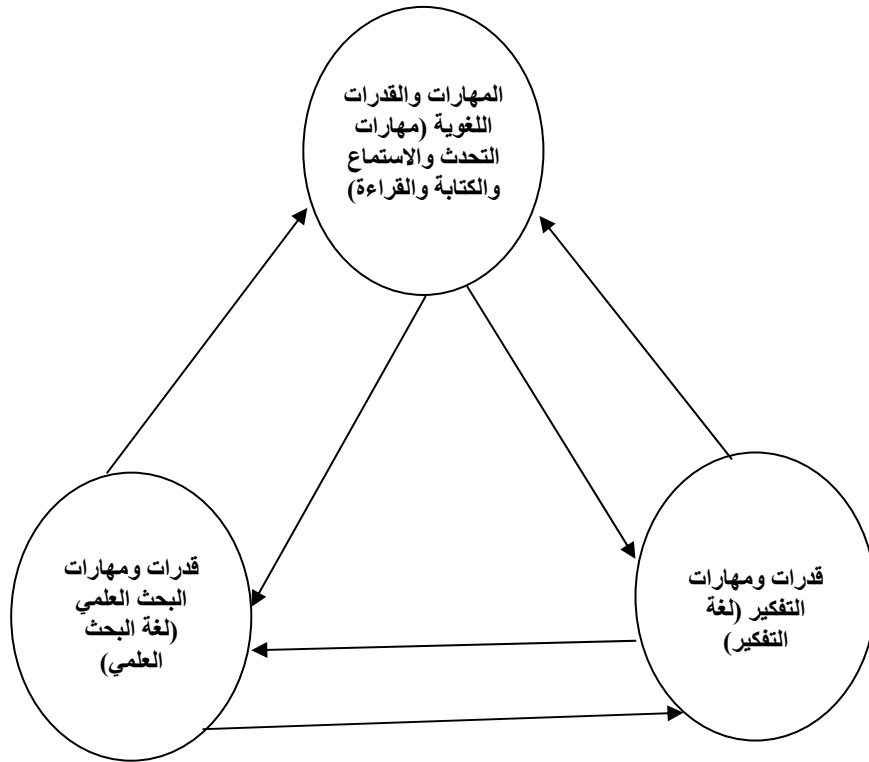 المهارات والقدرات
اللغوية (مهارات
التحدث والاستماع
والكتابة والقراءة)
قدرات ومهارات
التفكير (لغة
التفكير)
قدرات ومهارات
البحث العلمي
(لغة البحث
العلمي)